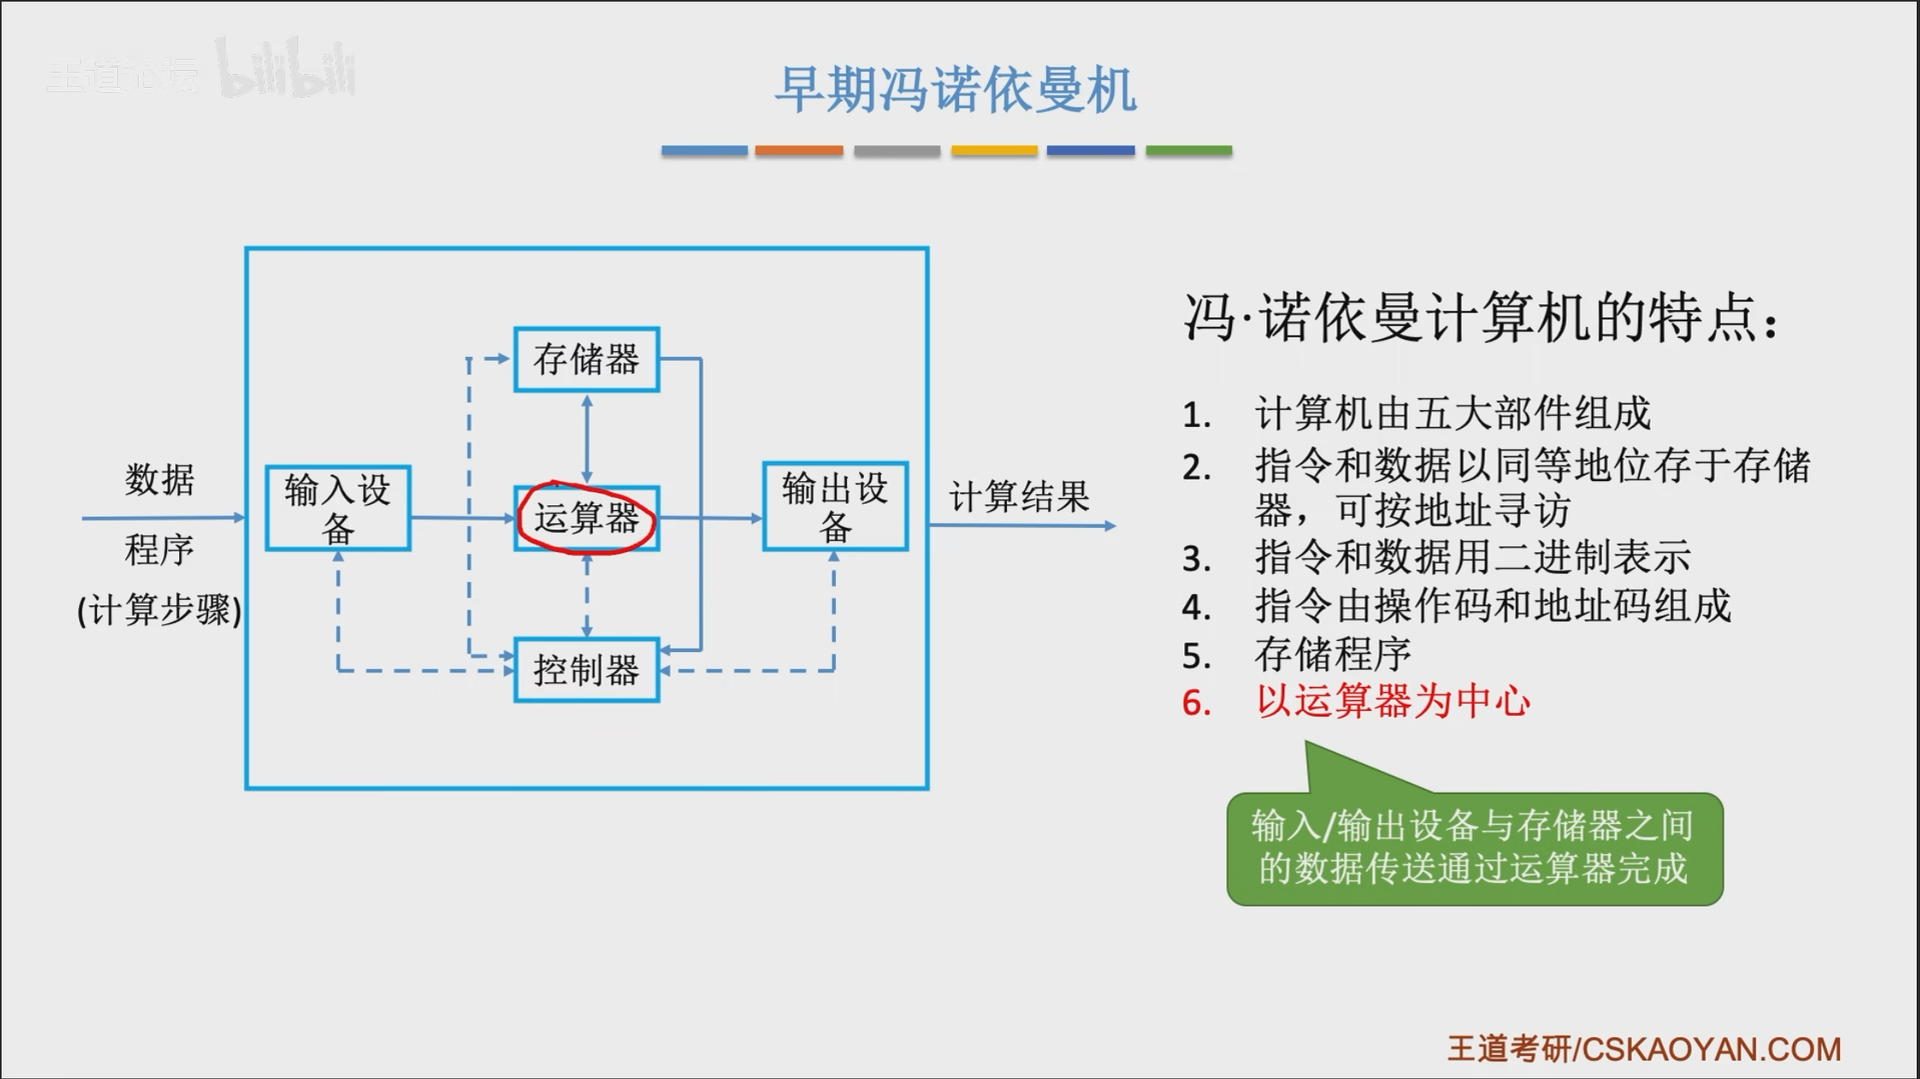 王道论坛 bilibili
早期冯诺依曼机
数据
程序
(计算步骤)
输入设
备
存储器
运算器
控制器
输出设
备
计算结果
冯·诺依曼计算机的特点：
1. 计算机由五大部件组成
2. 指令和数据以同等地位存于存储
器，可按地址寻访
3. 指令和数据用二进制表示
4. 指令由操作码和地址码组成
5. 存储程序
6. 以运算器为中心
输入/输出设备与存储器之间
的数据传送通过运算器完成
王道考研/CSKAOYAN.COM